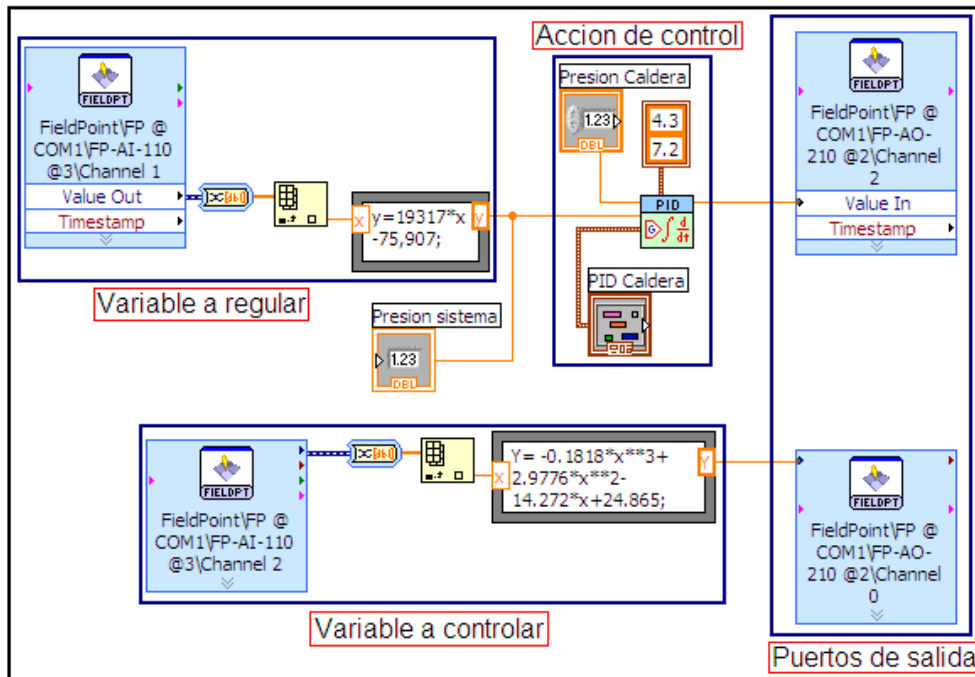 Variable a regular
FIELDPT
FieldPoint\FP @
COM1\FP-AI-110
@3\Channel 1
Value Out
Timestamp
y=19317*x
-75,907;
x
y
Presion sistema
1.23
DBL
Accion de control
Presion Caldera
1.23
DBL
4.3
7.2
PID
G
d
dt
PID Caldera
FIELDPT
FieldPoint\FP @
COM1\FP-AO-
210 @2\Channel
2
Value In
Timestamp
FIELDPT
FieldPoint\FP @
COM1\FP-AI-110
@3\Channel 2
x
Y= -0.1818*x**3+
2.9776*x**2-
14.272*x+24.865;
Y
Variable a controlar
FIELDPT
FieldPoint\FP @
COM1\FP-AO-
210 @2\Channel
0
Puertos de salida